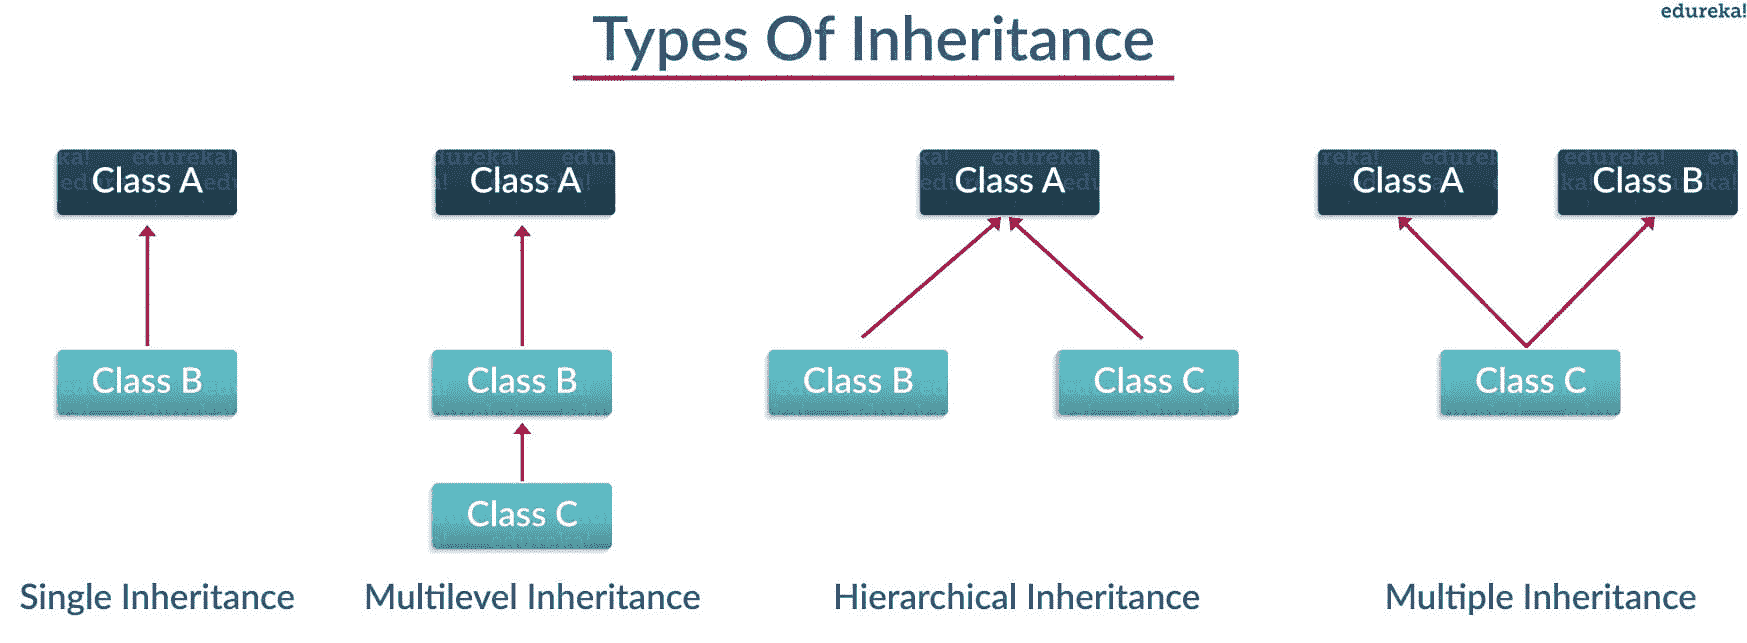 edureka!
Types Of Inheritance
Class A
Class B
Single Inheritance
Class A
Class B
Class C
Multilevel Inheritance
Class A
Class B
Class C
Hierarchical Inheritance
Class A
Class B
Class C
Multiple Inheritance